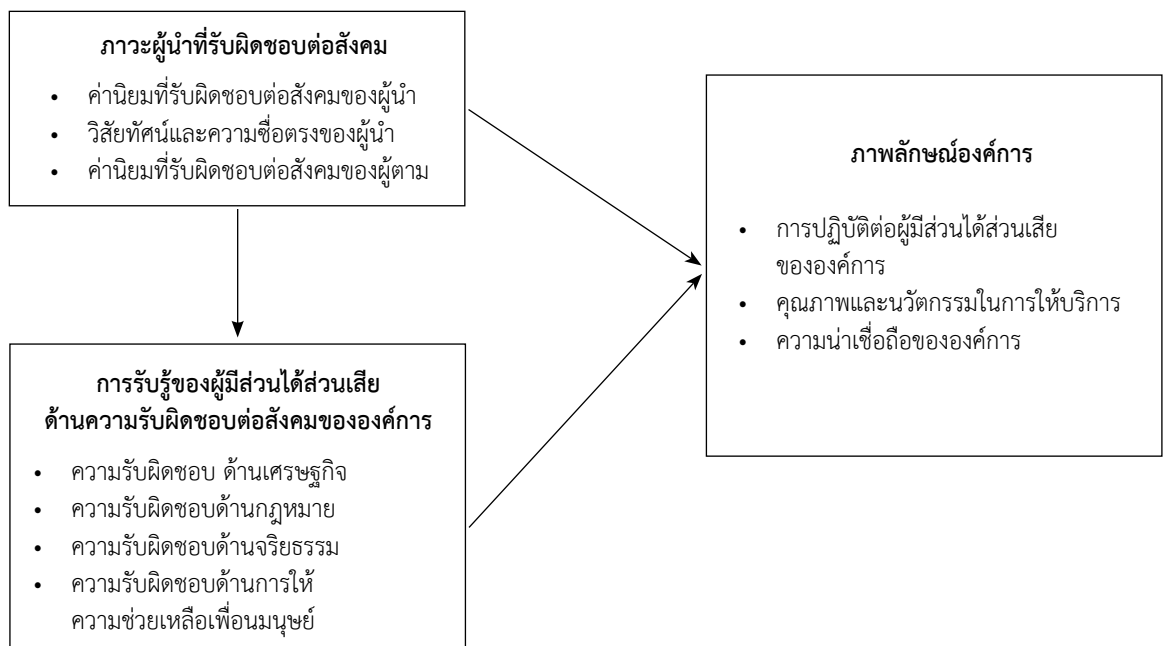 ภาวะผู้นำที่รับผิดชอบต่อสังคม
• ค่านิยมที่รับผิดชอบต่อสังคมของผู้นำ
• วิสัยทัศน์และความซื่อตรงของผู้นำ
• ค่านิยมที่รับผิดชอบต่อสังคมของผู้ตาม
การรับรู้ของผู้มีส่วนได้ส่วนเสีย
ด้านความรับผิดชอบต่อสังคมขององค์การ
• ความรับผิดชอบ ด้านเศรษฐกิจ
• ความรับผิดชอบด้านกฎหมาย
• ความรับผิดชอบด้านจริยธรรม
• ความรับผิดชอบด้านการให้
ความช่วยเหลือเพื่อนมนุษย์
ภาพลักษณ์องค์การ
• การปฏิบัติต่อผู้มีส่วนได้ส่วนเสีย
ขององค์การ
• คุณภาพและนวัตกรรมในการให้บริการ
• ความน่าเชื่อถือขององค์การ